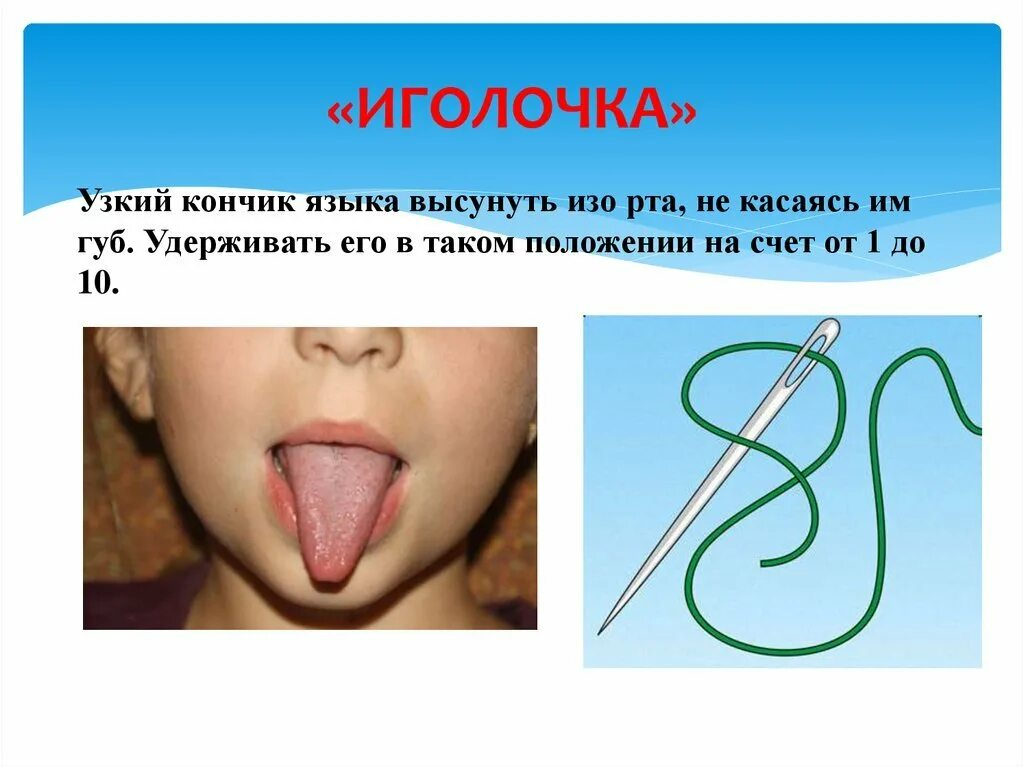 «ИГОЛОЧКА»
Узкий кончик языка высунуть изо рта, не касаясь им
губ. Удерживать его в таком положении на счет от 1 до
10.